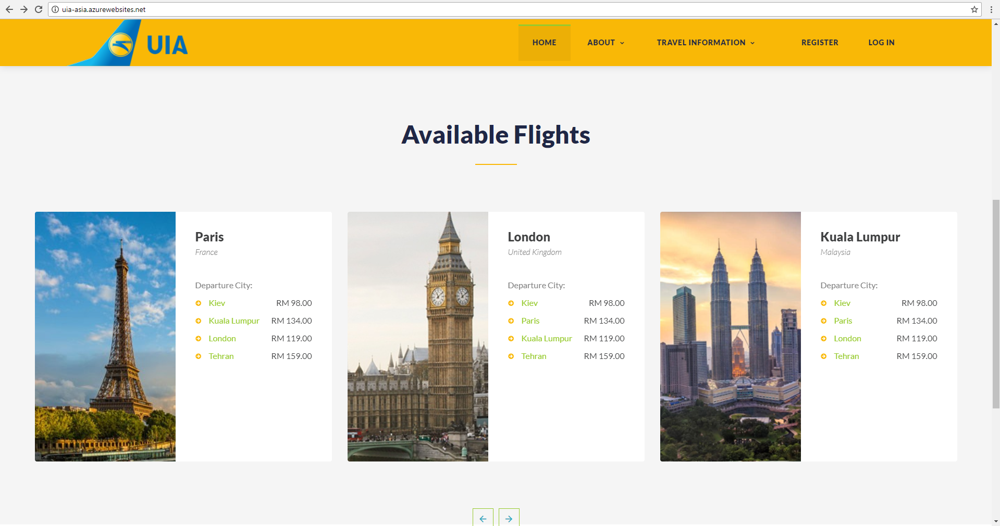 uia-asia.azurewebsites.net
UIA
HOME ABOUT TRAVEL INFORMATION REGISTER LOG IN
Available Flights
Paris
France
Departure City:
Kiev RM 98.00
Kuala Lumpur RM 134.00
London RM 119.00
Tehran RM 159.00
London
United Kingdom
Departure City:
Kiev RM 98.00
Paris RM 134.00
Kuala Lumpur RM 119.00
Tehran RM 159.00
Kuala Lumpur
Malaysia
Departure City:
Kiev RM 98.00
Paris RM 134.00
London RM 119.00
Tehran RM 159.00